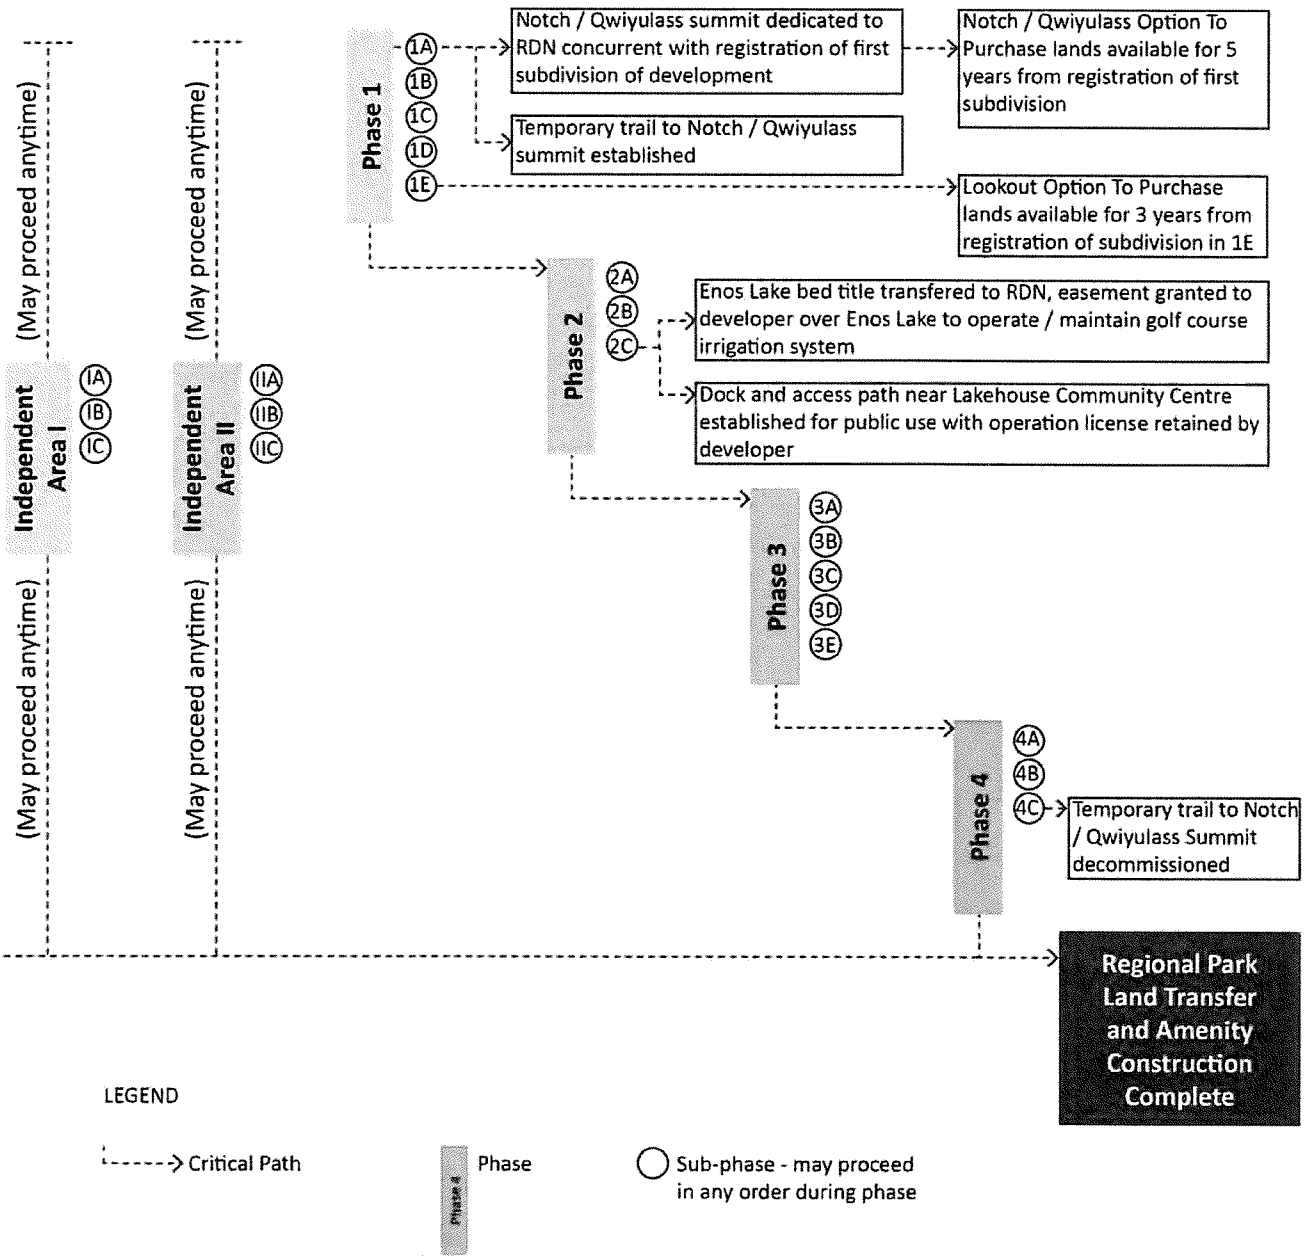 (May proceed anytime)
Independent
Area I
IA
IB
IC
(May proceed anytime)
(May proceed anytime)
Independent
Area II
IIA
IIB
IIC
(May proceed anytime)
Phase 1
1A
1B
1C
1D
1E
Notch / Qwiyulass summit dedicated to
RDN concurrent with registration of first
subdivision of development
Notch / Qwiyulass Option To
Purchase lands available for 5
years from registration of first
subdivision
Temporary trail to Notch / Qwiyulass
summit established
Lookout Option To Purchase
lands available for 3 years from
registration of subdivision in 1E
Phase 2
2A
2B
2C
Enos Lake bed title transfered to RDN, easement granted to
developer over Enos Lake to operate / maintain golf course
irrigation system
Dock and access path near Lakehouse Community Centre
established for public use with operation license retained by
developer
Phase 3
3A
3B
3C
3D
3E
Phase 4
4A
4B
4C
Temporary trail to Notch
/ Qwiyulass Summit
decommissioned
Regional Park
Land Transfer
and Amenity
Construction
Complete
LEGEND
Critical Path
Phase 4
Phase
Sub-phase - may proceed
in any order during phase